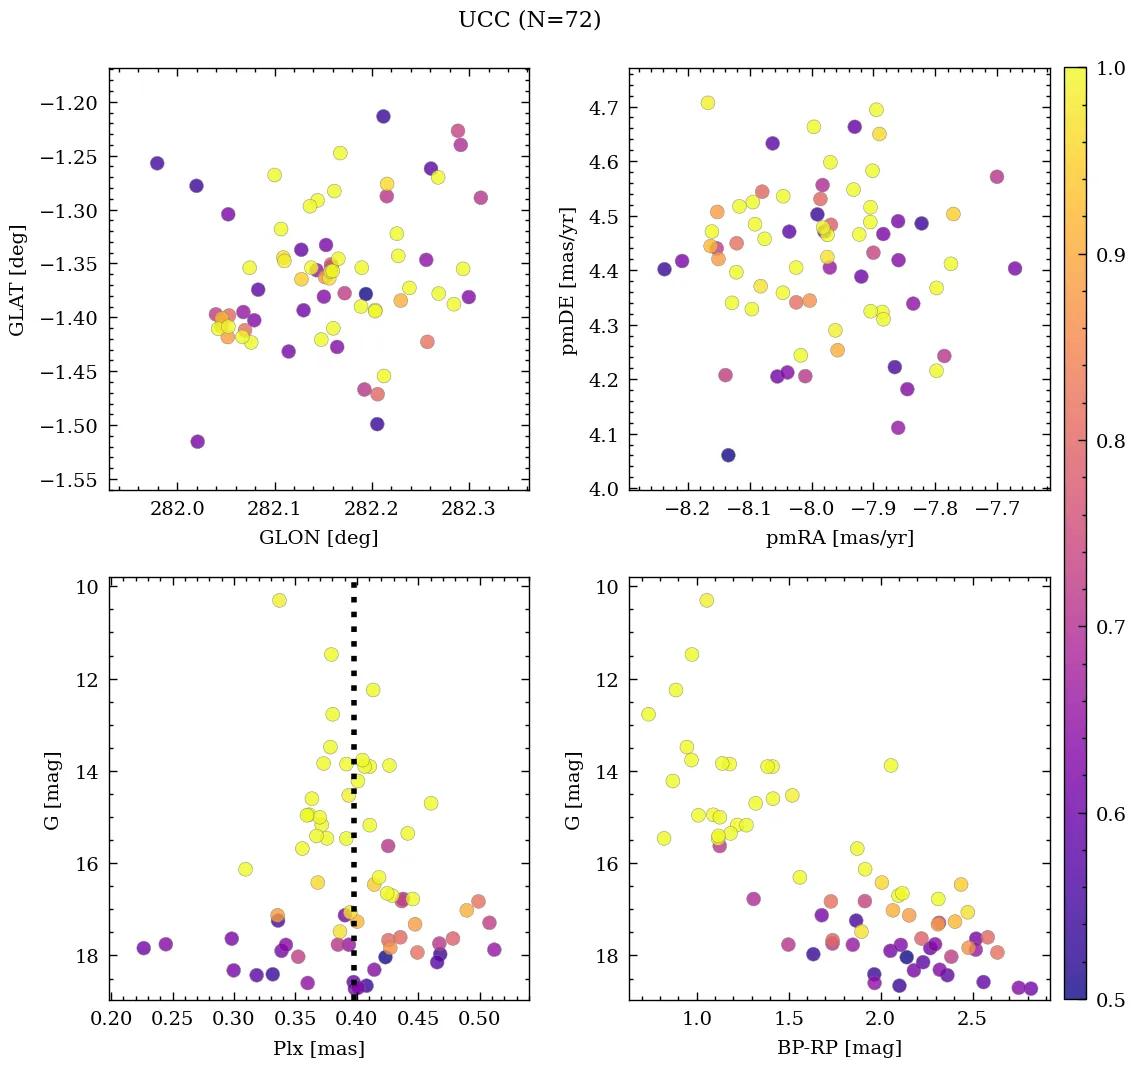 UCC (N=72)
−1.20
−1.25
−1.30
−1.35
−1.40
−1.45
−1.50
−1.55
GLAT [deg]
282.0 282.1 282.2 282.3
GLON [deg]
4.7
4.6
4.5
4.4
4.3
4.2
4.1
4.0
pmDE [mas/yr]
−8.2 −8.1 −8.0 −7.9 −7.8 −7.7
pmRA [mas/yr]
10
12
14
16
18
G [mag]
0.20 0.25 0.30 0.35 0.40 0.45 0.50
Plx [mas]
10
12
14
16
18
G [mag]
1.0 1.5 2.0 2.5
BP-RP [mag]
1.0
0.9
0.8
0.7
0.6
0.5